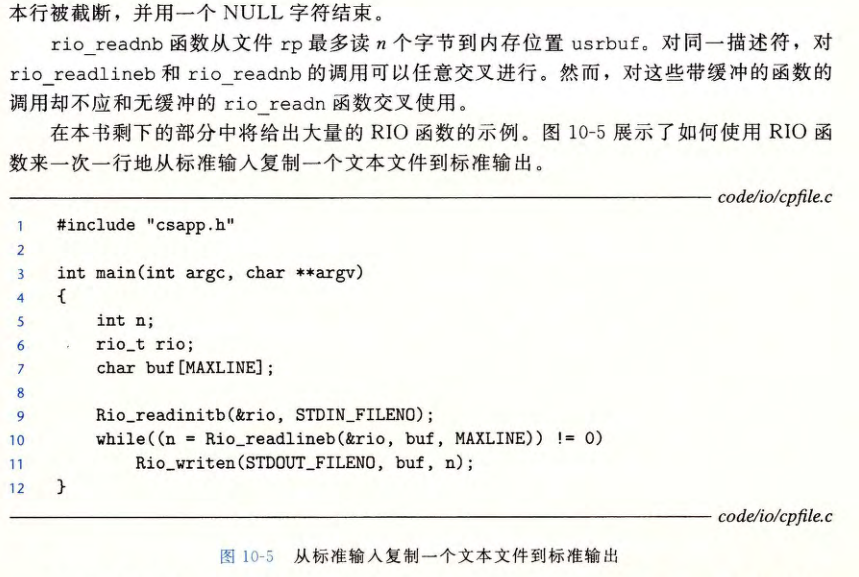 本行被截断，并用一个 NULL 字符结束。
rio_readnb 函数从文件 rp 最多读 n 个字节到内存位置 usrbuf。对同一描述符，对
rio_readlineb 和 rio_readnb 的调用可以任意交叉进行。然而，对这些带缓冲的函数的
调用却不应和无缓冲的 rio_readn 函数交叉使用。
在本书剩下的部分中将给出大量的 RIO 函数的示例。图 10-5 展示了如何使用 RIO 函
数来一次一行地从标准输入复制一个文本文件到标准输出。
code/io/cpfile.c
1 #include "csapp.h"
2
3 int main(int argc, char **argv)
4 {
5 int n;
6 rio_t rio;
7 char buf[MAXLINE];
8
9 Rio_readinitb(&rio, STDIN_FILENO);
10 while((n = Rio_readlineb(&rio, buf, MAXLINE)) != 0)
11 Rio_writen(STDOUT_FILENO, buf, n);
12 }
code/io/cpfile.c
图 10-5 从标准输入复制一个文本文件到标准输出